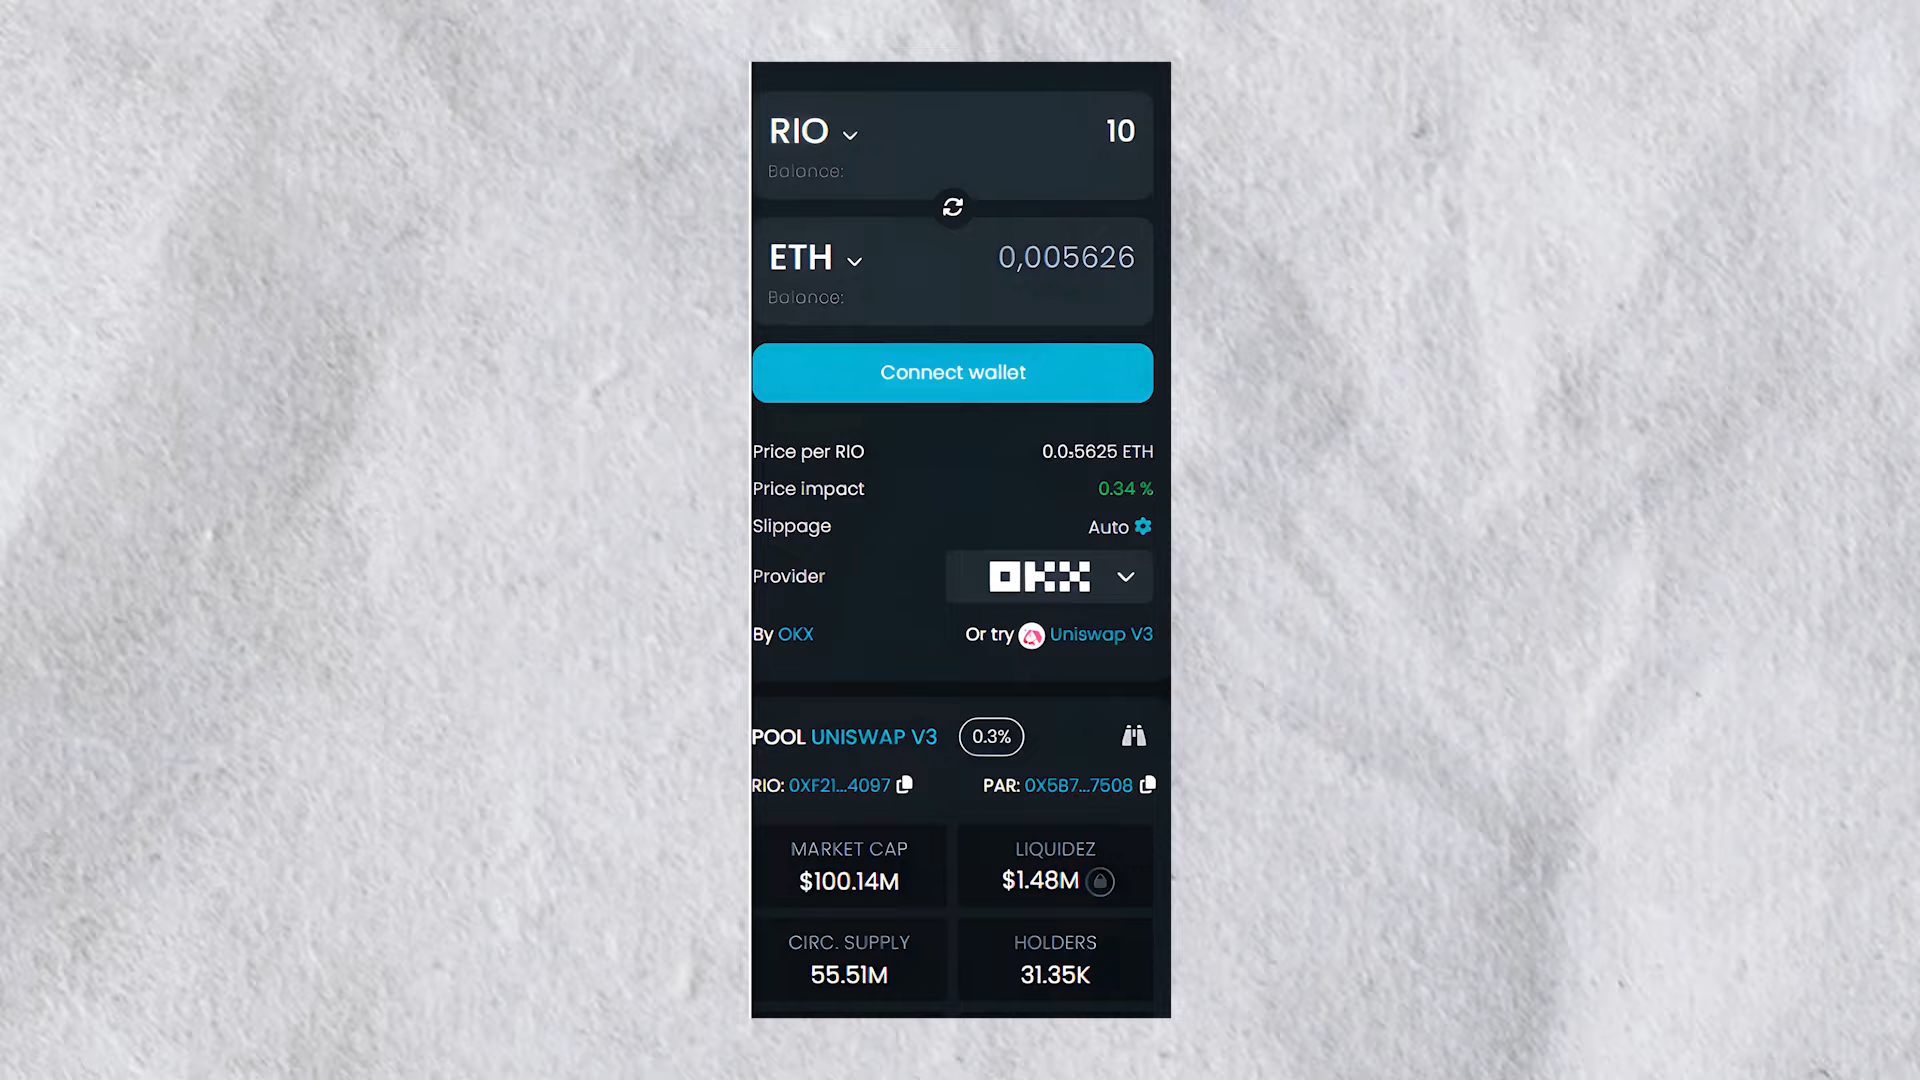 RIO 10
Balance:
ETH 0,005626
Balance:
Connect wallet
Price per RIO 0.0₃5625 ETH
Price impact 0.34 %
Slippage Auto
Provider OKX
By OKX Or try Uniswap V3
POOL UNISWAP V3 0.3%
RIO: 0XF21...4097 PAR: 0X5B7...7508
MARKET CAP LIQUIDEZ
$100.14M $1.48M
CIRC. SUPPLY HOLDERS
55.51M 31.35K